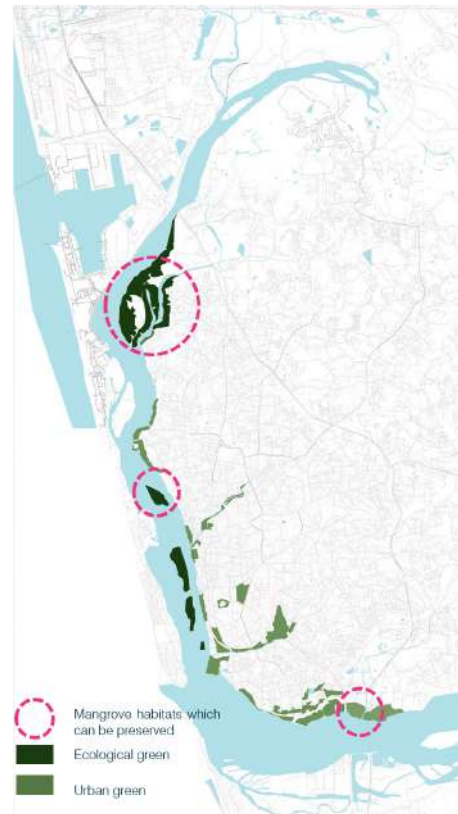 Mangrove habitats which
can be preserved
Ecological green
Urban green